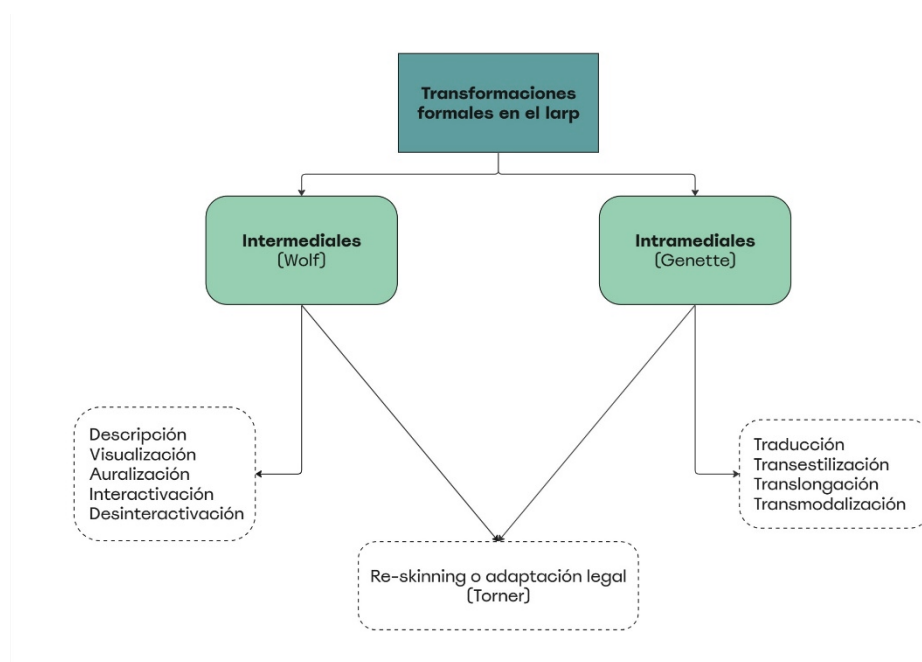 Transformaciones
formales en el larp
Intermediales
(Wolf)
Intramediales
(Genette)
Descripción
Visualización
Auralización
Interactivación
Desinteractivación
Traducción
Transestilización
Translongación
Transmodalización
Re-skinning o adaptación legal
(Torner)